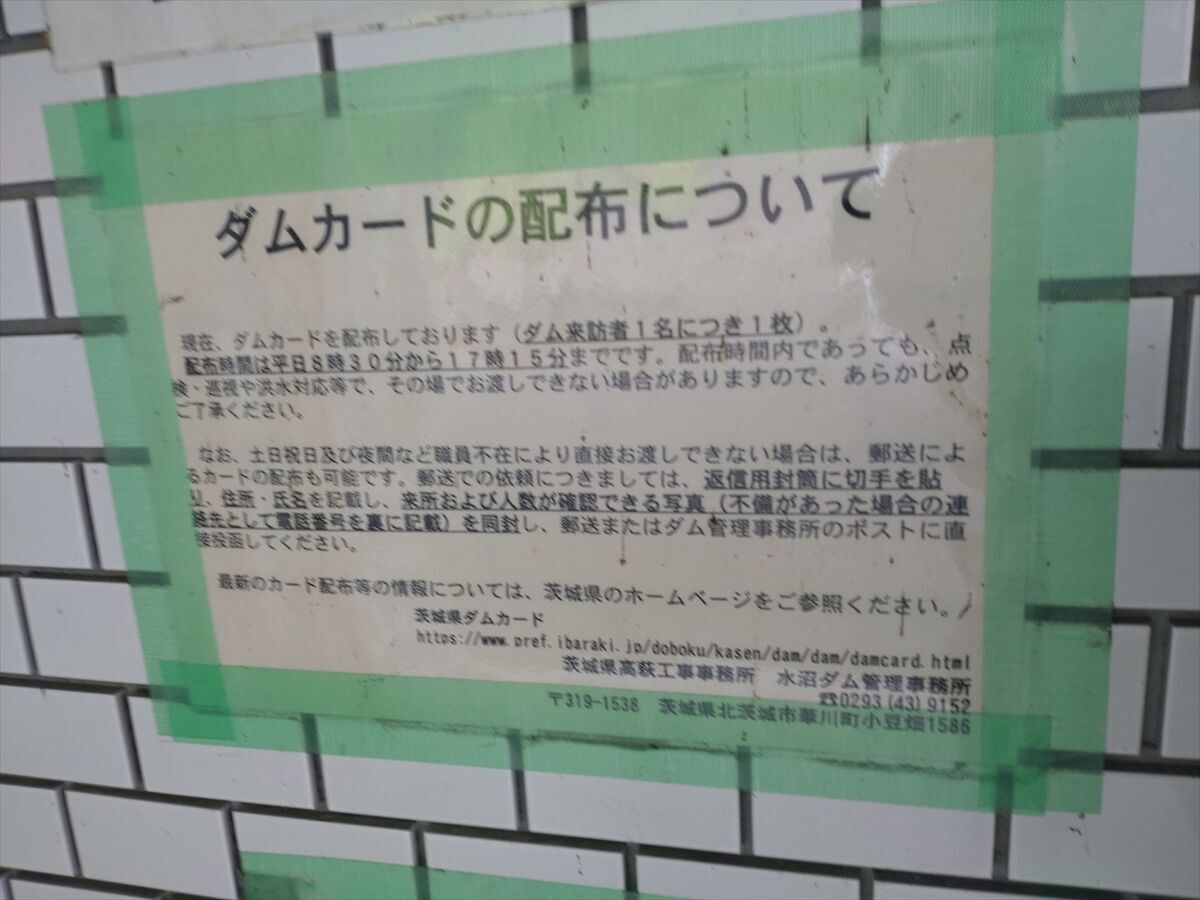 ダムカードの配布について
現在、ダムカードを配布しております（ダム来訪者１名につき１枚）。
配布時間は平日８時３０分から１７時１５分までです。配布時間内であっても、点
検・巡視や洪水対応等で、その場でお渡しできない場合がありますので、あらかじめ
ご了承ください。
なお、土日祝日及び夜間など職員不在により直接お渡しできない場合は、郵送によ
るカードの配布も可能です。郵送での依頼につきましては、返信用封筒に切手を貼
り、住所・氏名を記載し、来所および人数が確認できる写真（不備があった場合の連
絡先として電話番号を裏に記載）を同封し、郵送またはダム管理事務所のポストに直
接投函してください。
最新のカード配布等の情報については、茨城県のホームページをご参照ください。
茨城県ダムカード
https://www.pref.ibaraki.jp/doboku/kasen/dam/dam/damcard.html
茨城県高萩工事事務所　水沼ダム管理事務所
☎0293(43)9152
〒319-1538　茨城県北茨城市華川町小豆畑1586